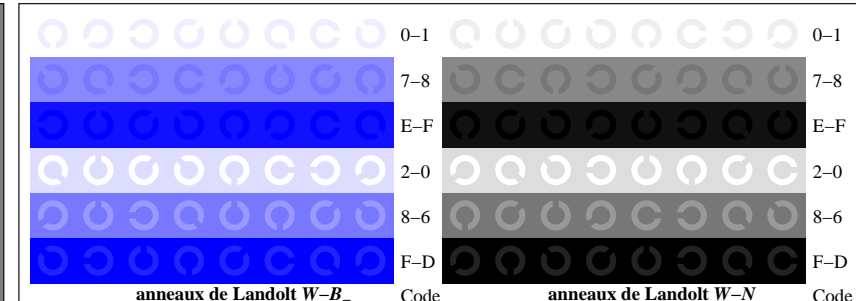 0–1 0–1
7–8 7–8
E–F E–F
2–0 2–0
8–6 8–6
F–D F–D
anneaux de Landolt W–B_ Code anneaux de Landolt W–N Code